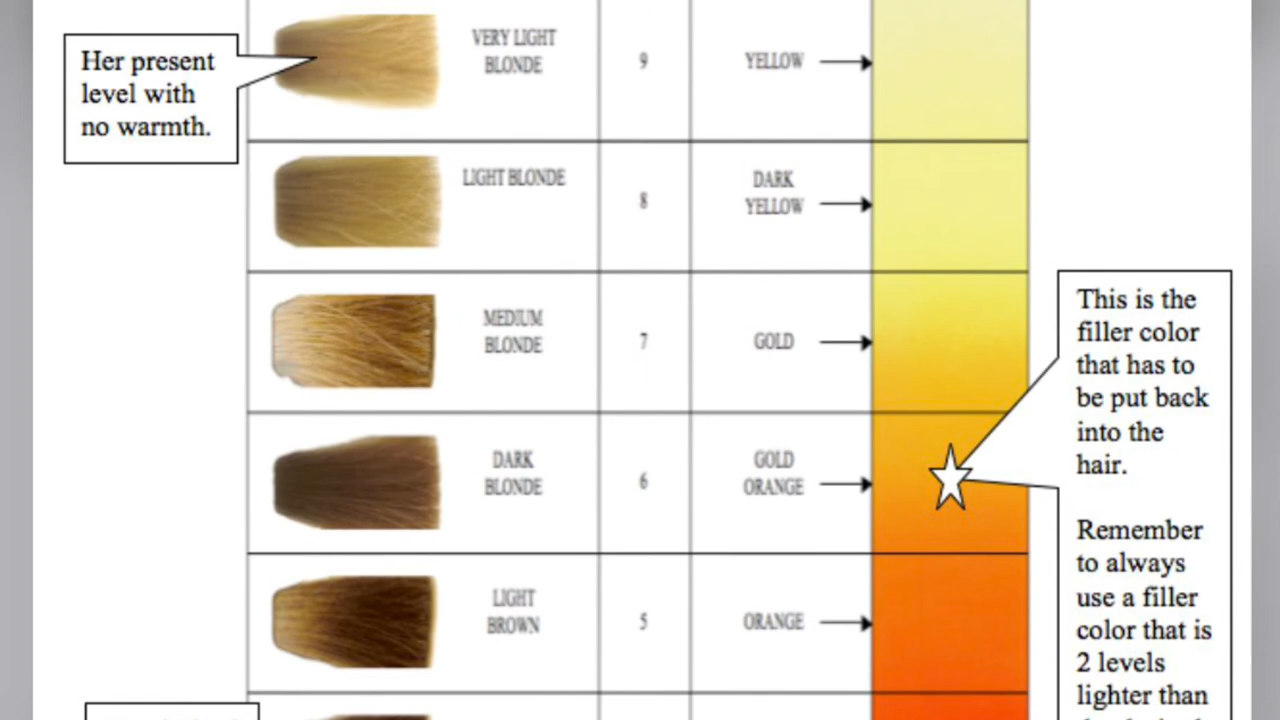 Her present
level with
no warmth.
VERY LIGHT
BLONDE
9
YELLOW
LIGHT BLONDE
8
DARK
YELLOW
MEDIUM
BLONDE
7
GOLD
DARK
BLONDE
6
GOLD
ORANGE
LIGHT
BROWN
5
ORANGE
This is the
filler color
that has to
be put back
into the
hair.
Remember
to always
use a filler
color that is
2 levels
lighter than